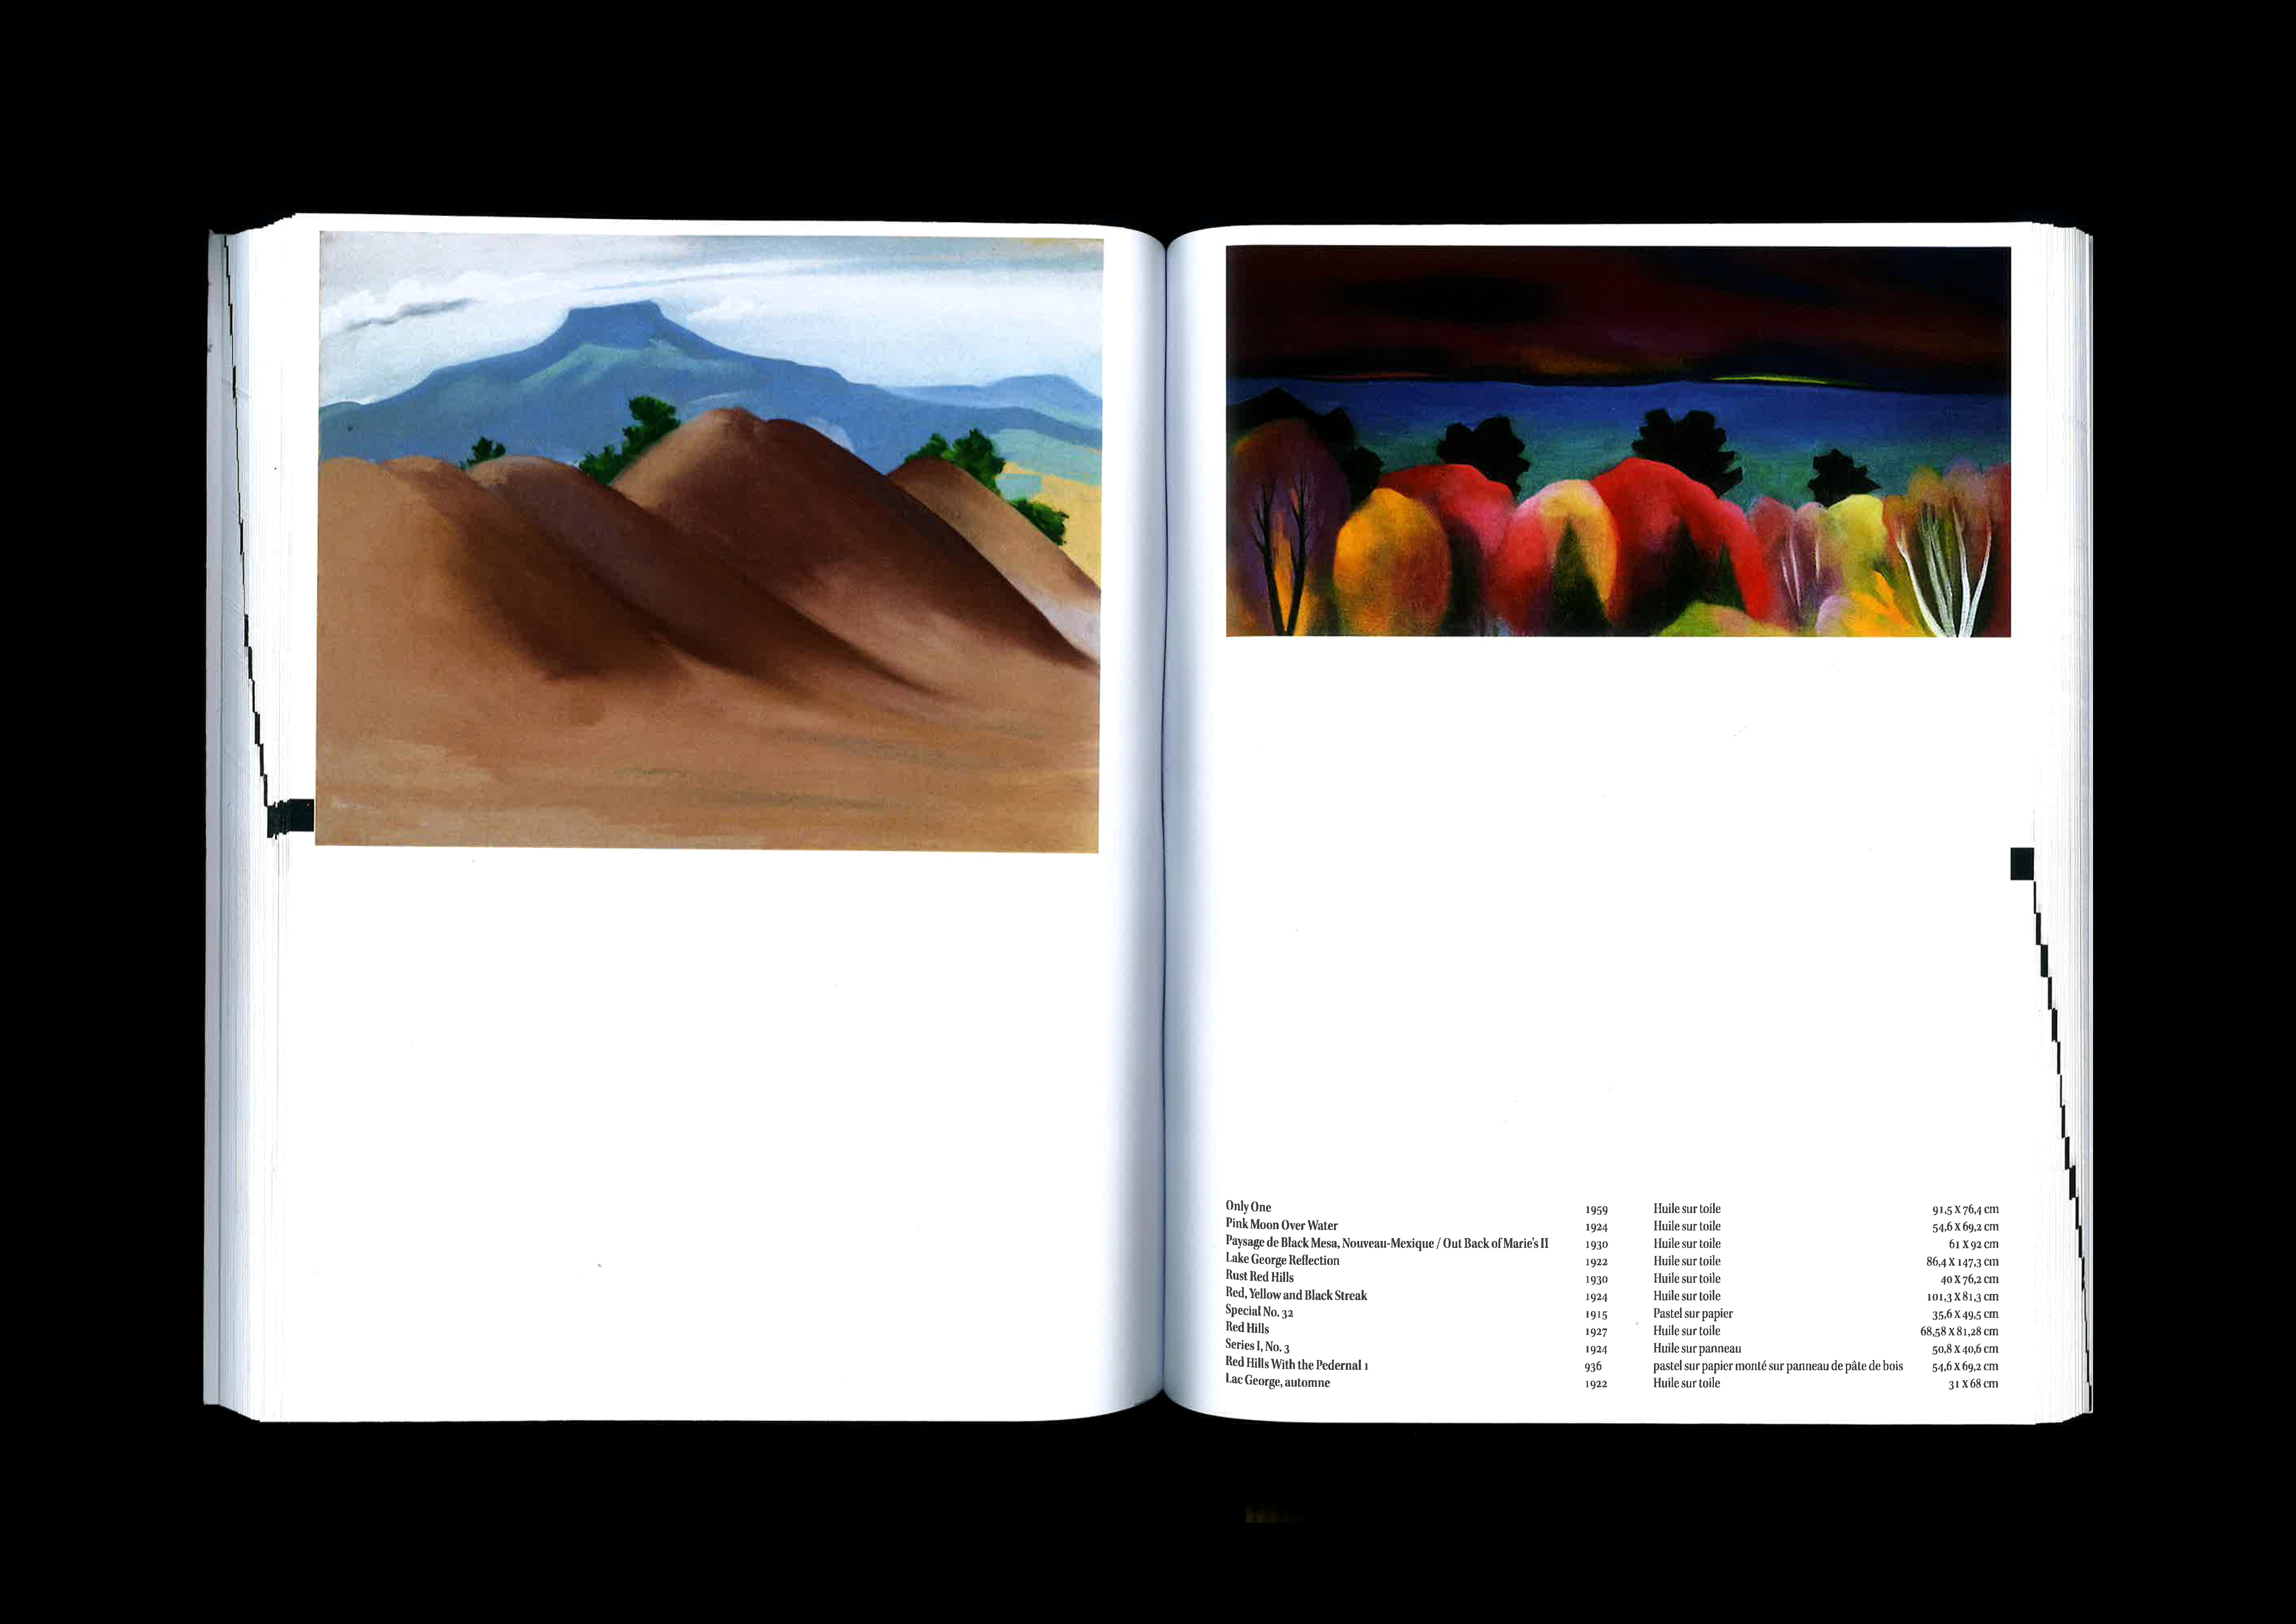 Only One 1959 Huile sur toile 91,5 X 76,4 cm
Pink Moon Over Water 1924 Huile sur toile 54,6 X 69,2 cm
Paysage de Black Mesa, Nouveau-Mexique / Out Back of Marie's II 1930 Huile sur toile 61 X 92 cm
Lake George Reflection 1922 Huile sur toile 86,4 X 147,3 cm
Rust Red Hills 1930 Huile sur toile 40 X 76,2 cm
Red, Yellow and Black Streak 1924 Huile sur toile 101,3 X 81,3 cm
Special No. 32 1915 Pastel sur papier 35,6 X 49,5 cm
Red Hills 1927 Huile sur toile 68,58 X 81,28 cm
Series I, No. 3 1924 Huile sur panneau 50,8 X 40,6 cm
Red Hills With the Pedernal 1 936 pastel sur papier monté sur panneau de pâte de bois 54,6 X 69,2 cm
Lac George, automne 1922 Huile sur toile 31 X 68 cm